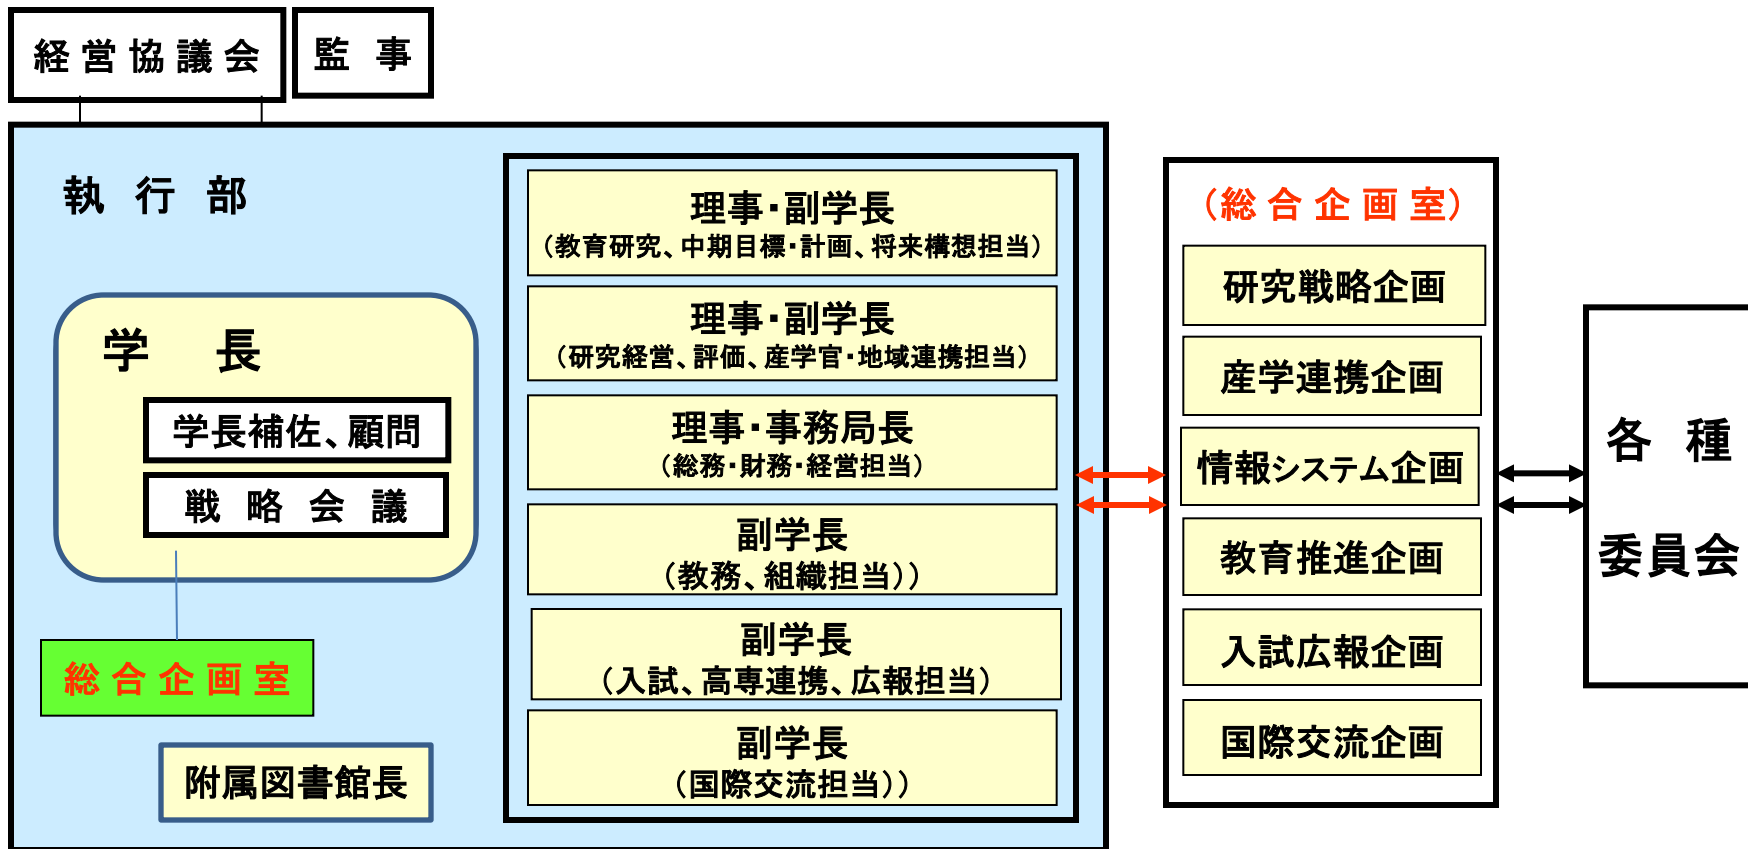 経営協議会
監 事
執 行 部
学 長
学長補佐、顧問
戦 略 会 議
総合企画室
附属図書館長
理事・副学長
（教育研究、中期目標・計画、将来構想担当）
理事・副学長
（研究経営、評価、産学官・地域連携担当）
理事・事務局長
（総務・財務・経営担当）
副学長
（教務、組織担当））
副学長
（入試、高専連携、広報担当）
副学長
（国際交流担当））
（総合企画室）
研究戦略企画
産学連携企画
情報システム企画
教育推進企画
入試広報企画
国際交流企画
各 種
委員会